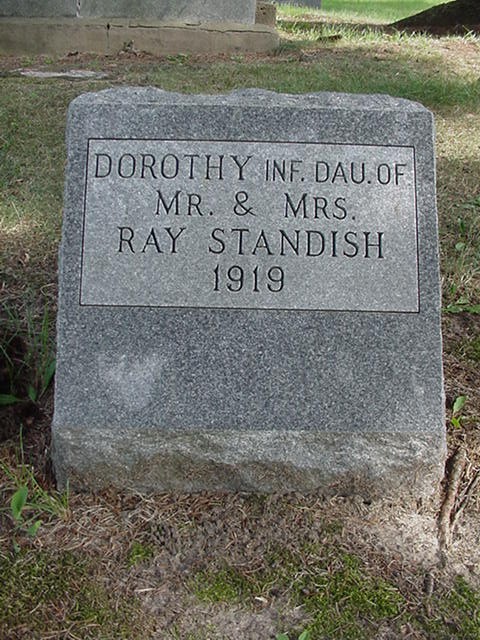 DOROTHY INF. DAU. OF
MR. & MRS.
RAY STANDISH
1919